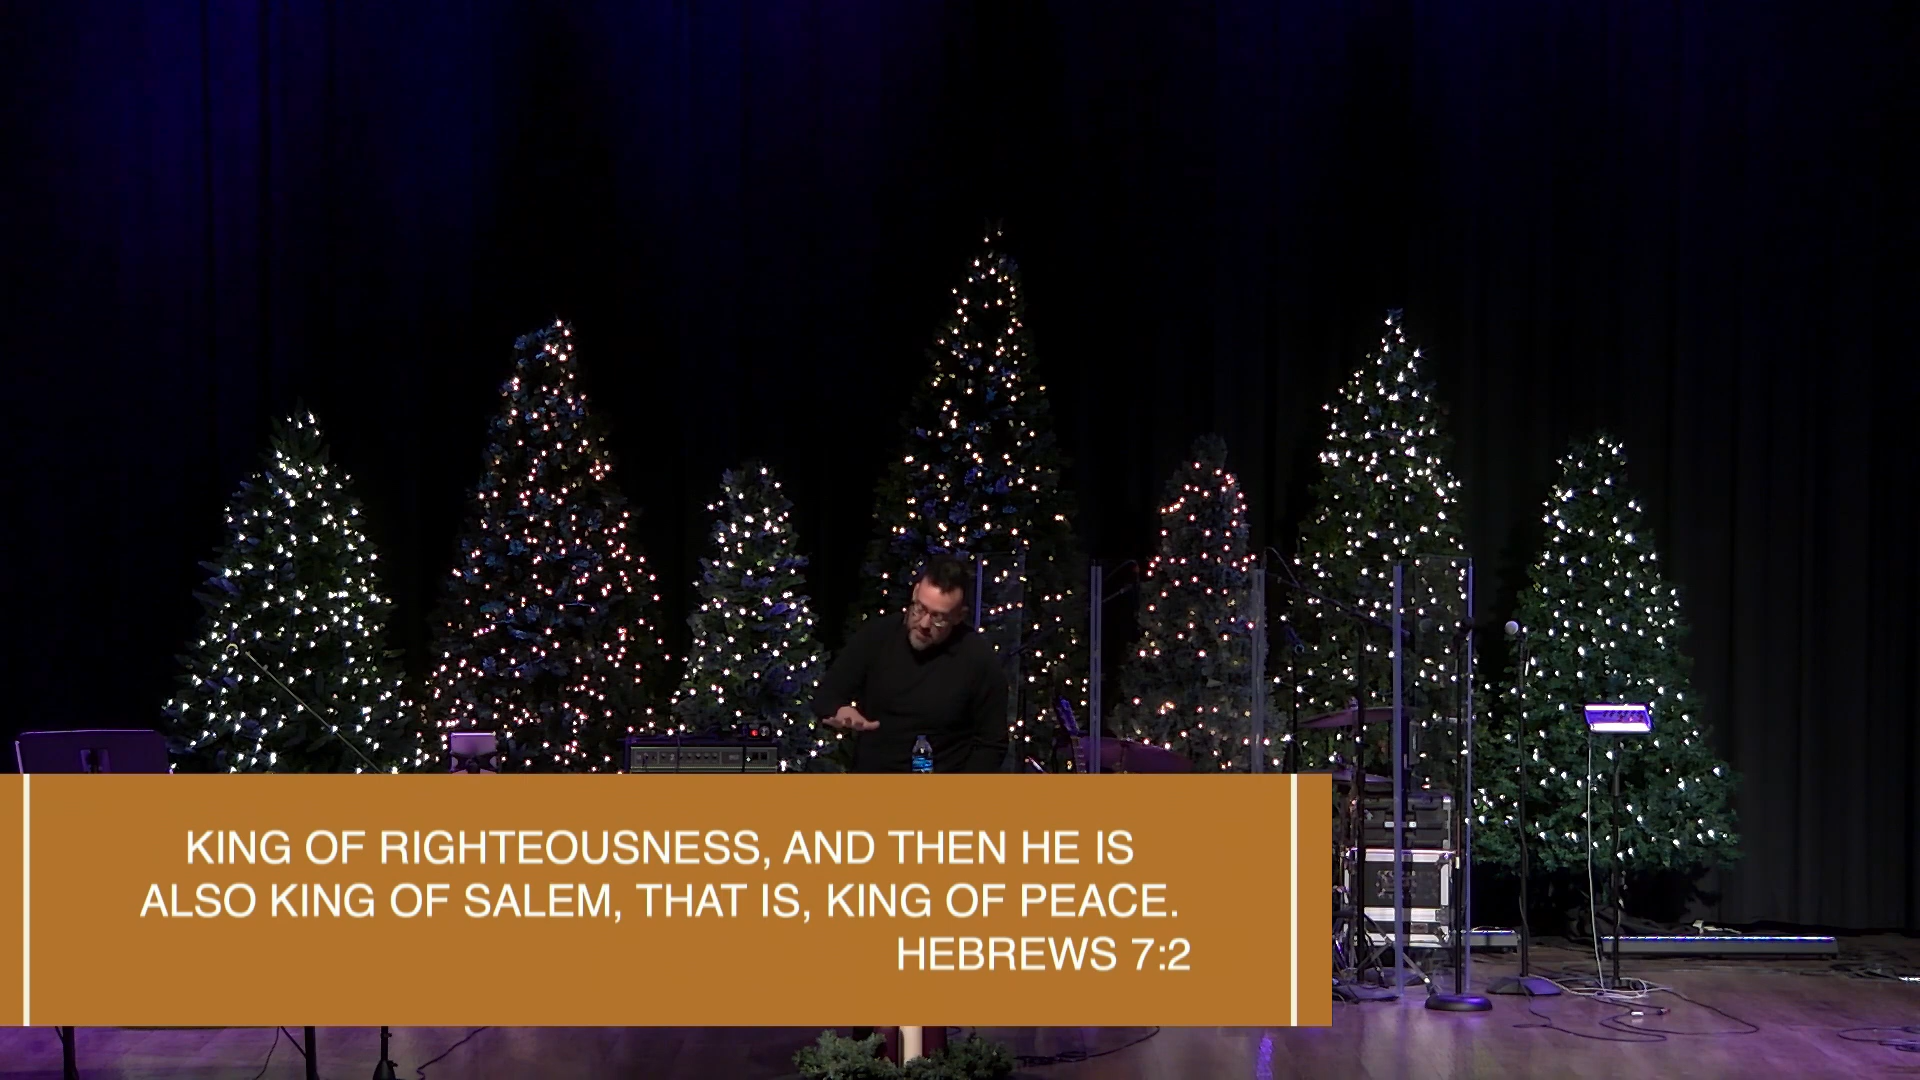 KING OF RIGHTEOUSNESS, AND THEN HE IS
ALSO KING OF SALEM, THAT IS, KING OF PEACE.
HEBREWS 7:2